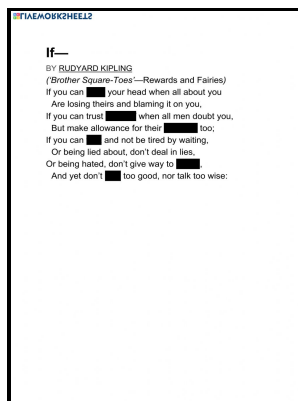 LIVEWORKSHEETS
If—
BY RUDYARD KIPLING
('Brother Square-Toes'—Rewards and Fairies)
If you can your head when all about you
Are losing theirs and blaming it on you,
If you can trust when all men doubt you,
But make allowance for their too;
If you can and not be tired by waiting,
Or being lied about, don't deal in lies,
Or being hated, don't give way to ,
And yet don't too good, nor talk too wise: